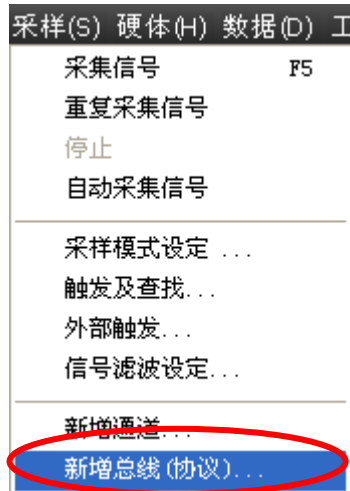 采样(S) 硬体(H) 数据(D) 工
采集信号 F5
重复采集信号
停止
自动采集信号
采样模式设定 ...
触发及查找...
外部触发...
信号滤波设定...
新增通道...
新增总线(协议)...